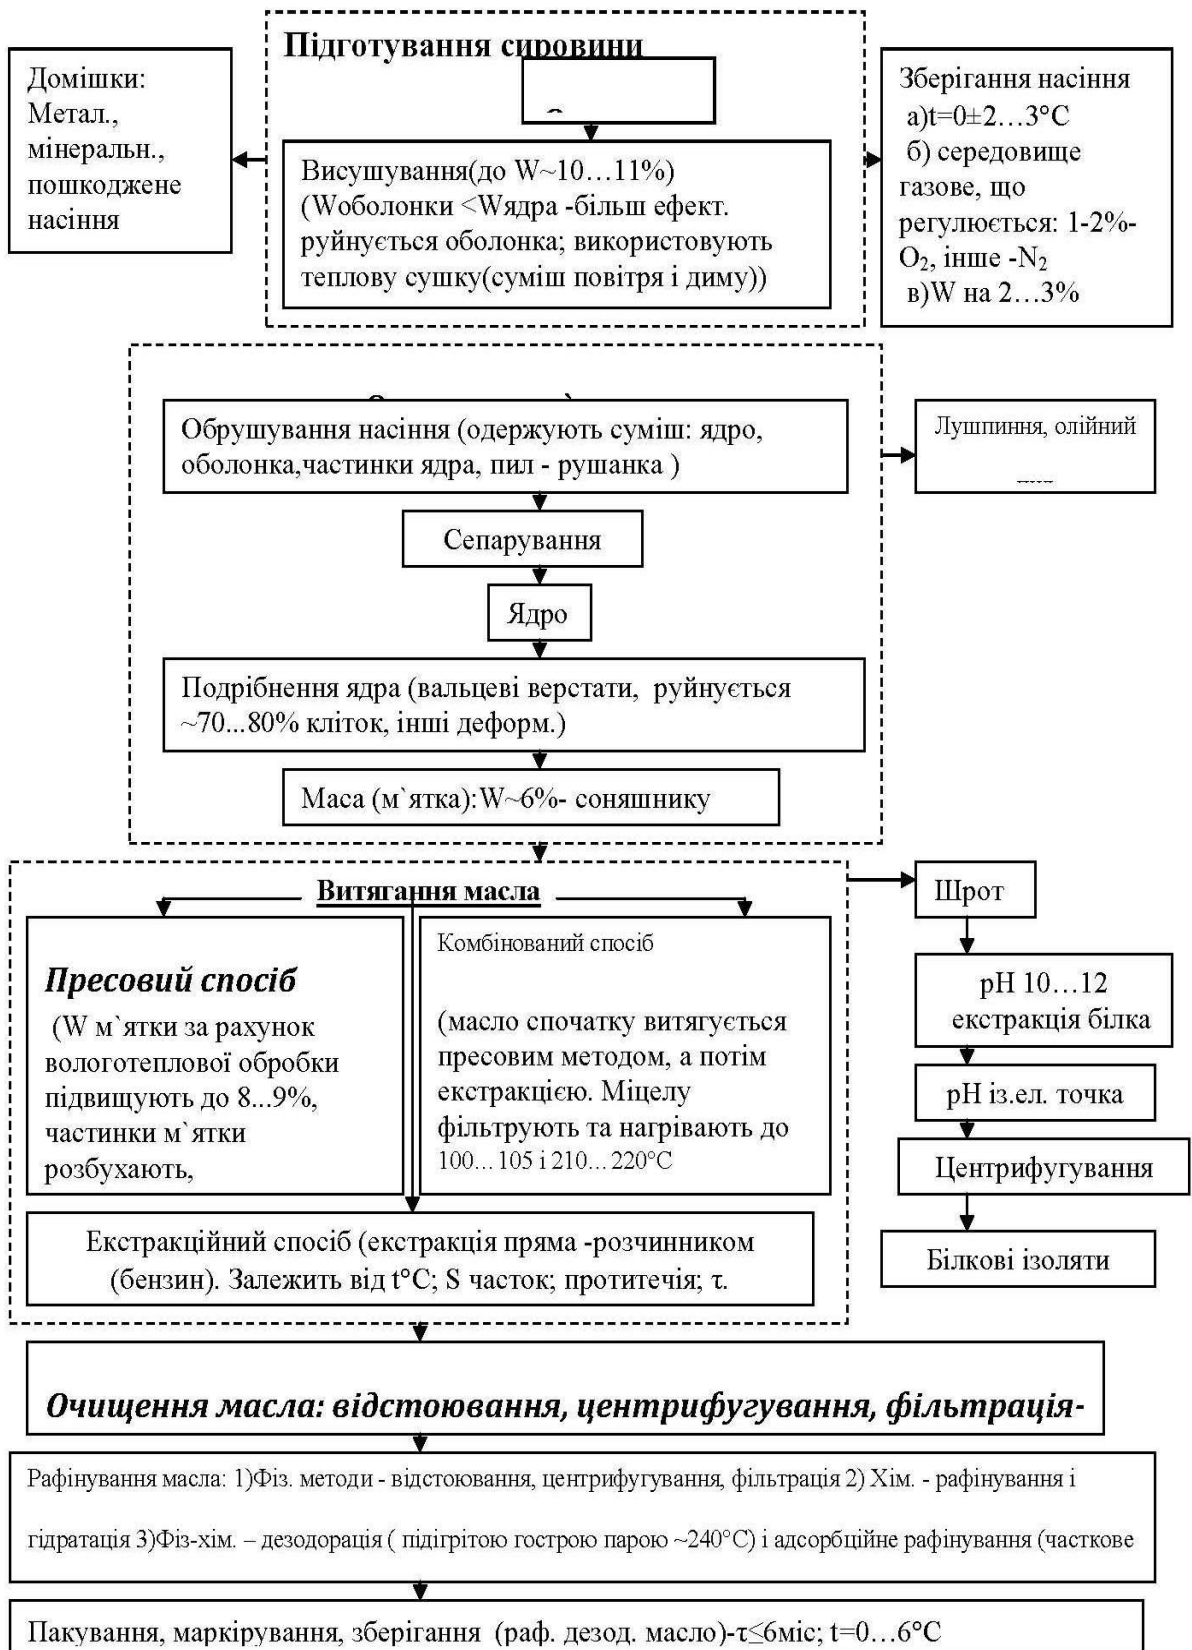 Підготування сировини
Домішки:
Метал.,
мінеральн.,
пошкоджене
насіння
Висушування(до W~10…11%)
(Wоболонки <Wядра -більш ефект.
руйнується оболонка; використовують
теплову сушку(суміш повітря і диму))
Зберігання насіння
а)t=0±2…3°С
б) середовище
газове, що
регулюється: 1-2%-
O₂, інше -N₂
в)W на 2…3%
Обрушування насіння (одержують суміш: ядро,
оболонка,частинки ядра, пил - рушанка )
Лушпиння, олійний
Сепарування
Ядро
Подрібнення ядра (вальцеві верстати, руйнується
~70...80% кліток, інші деформ.)
Маса (м`ятка):W~6%- соняшнику
Витягання масла
Пресовий спосіб
(W м`ятки за рахунок
вологотеплової обробки
підвищують до 8...9%,
частинки м`ятки
розбухають,
Комбінований спосіб
(масло спочатку витягується
пресовим методом, а потім
екстракцією. Міцелу
фільтрують та нагрівають до
100… 105 і 210… 220°С
Екстракційний спосіб (екстракція пряма -розчинником
(бензин). Залежить від t°С; S часток; протитечія; τ.
Шрот
рН 10…12
екстракція білка
рН із.ел. точка
Центрифугування
Білкові ізоляти
Очищення масла: відстоювання, центрифугування, фільтрація-
Рафінування масла: 1)Фіз. методи - відстоювання, центрифугування, фільтрація 2) Хім. - рафінування і
гідратація 3)Фіз-хім. – дезодорація ( підігрітою гострою парою ~240°С) і адсорбційне рафінування (часткове
Пакування, маркірування, зберігання (раф. дезод. масло)-τ≤6міс; t=0…6°С